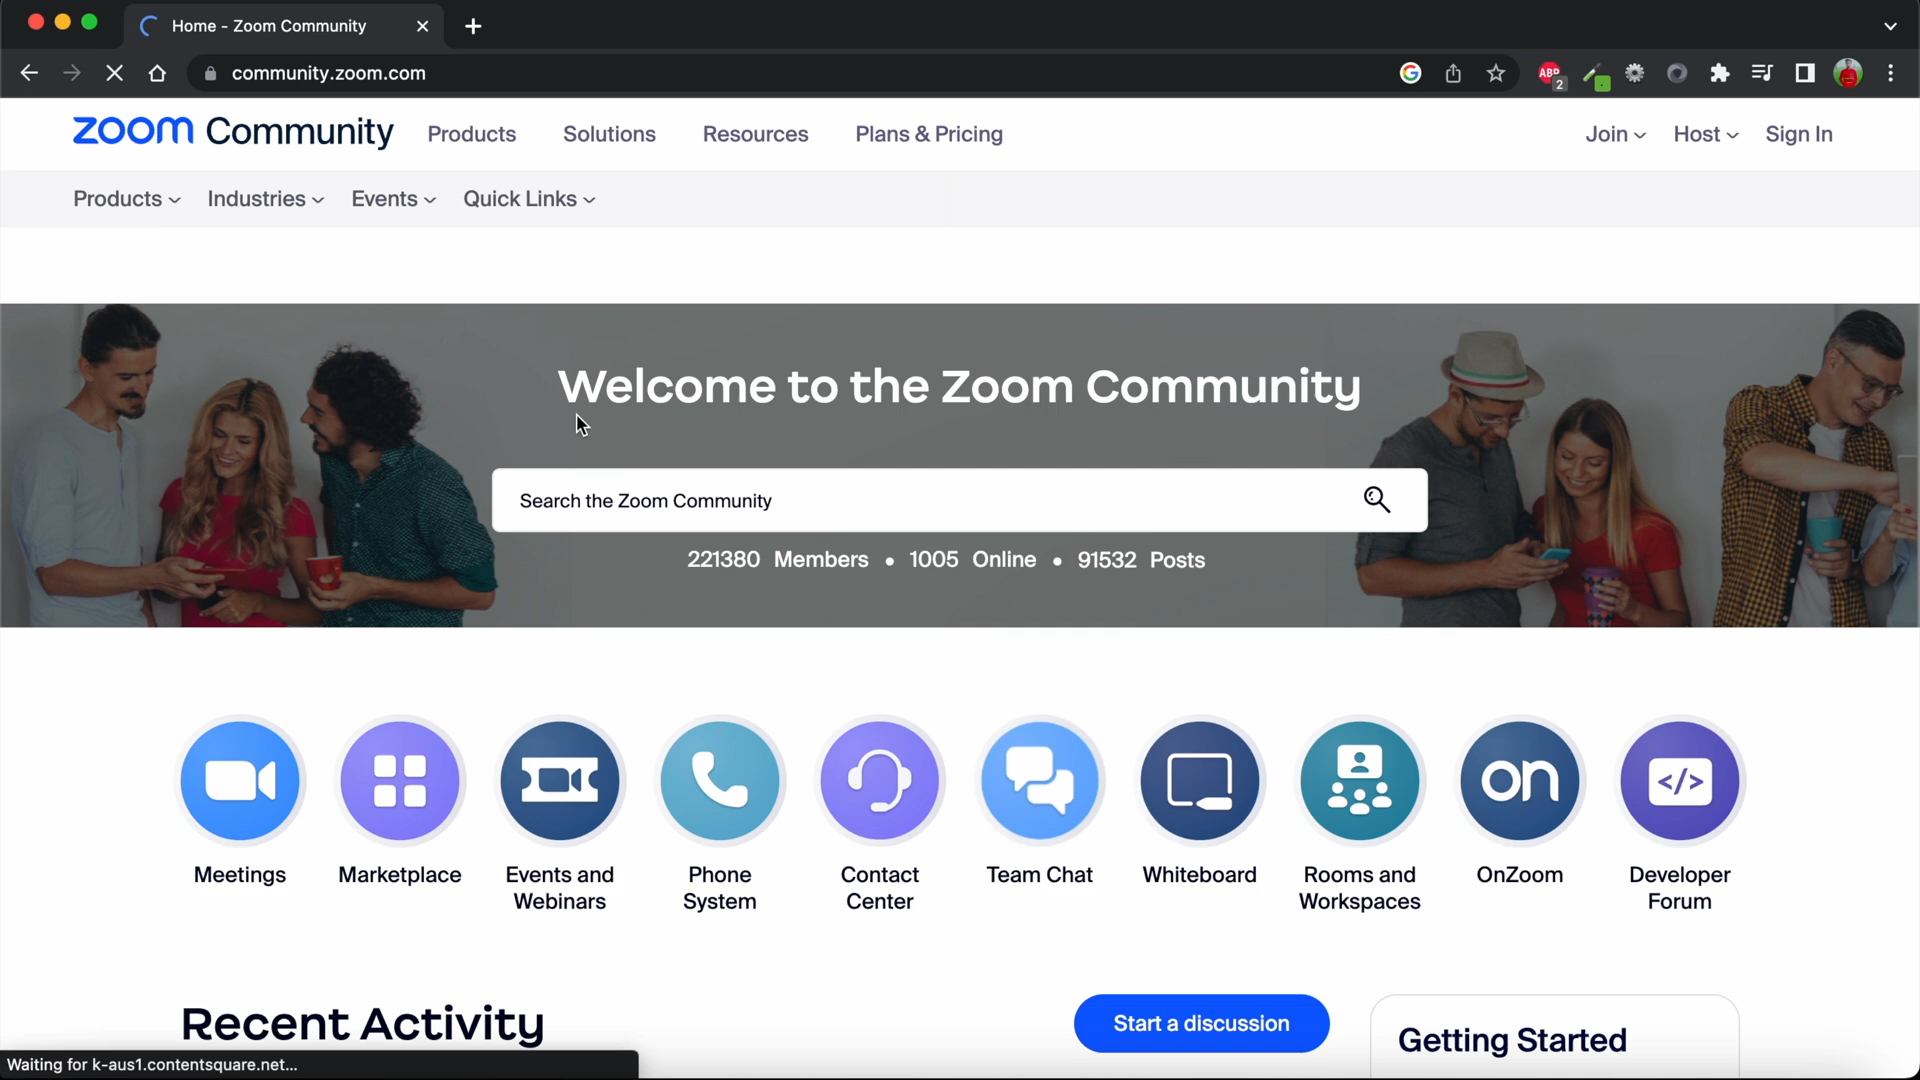 Home - Zoom Community
community.zoom.com
ABP
2
zoom Community Products Solutions Resources Plans & Pricing Join Host Sign In
Products Industries Events Quick Links
Welcome to the Zoom Community
Search the Zoom Community
221380 Members • 1005 Online • 91532 Posts
on
Meetings
Marketplace
Events and
Webinars
Phone
System
Contact
Center
Team Chat
Whiteboard
Rooms and
Workspaces
OnZoom
Developer
Forum
Recent Activity
Start a discussion
Getting Started
Waiting for k-aus1.contentsquare.net...